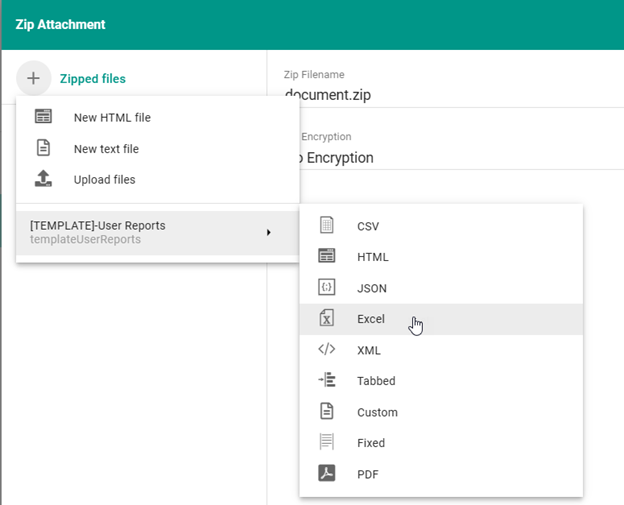 Zip Attachment
Zipped files
Zip Filename
document.zip
New HTML file
New text file
Upload files
Encryption
Encryption
[TEMPLATE]-User Reports
templateUserReports
CSV
HTML
JSON
Excel
XML
Tabbed
Custom
Fixed
PDF